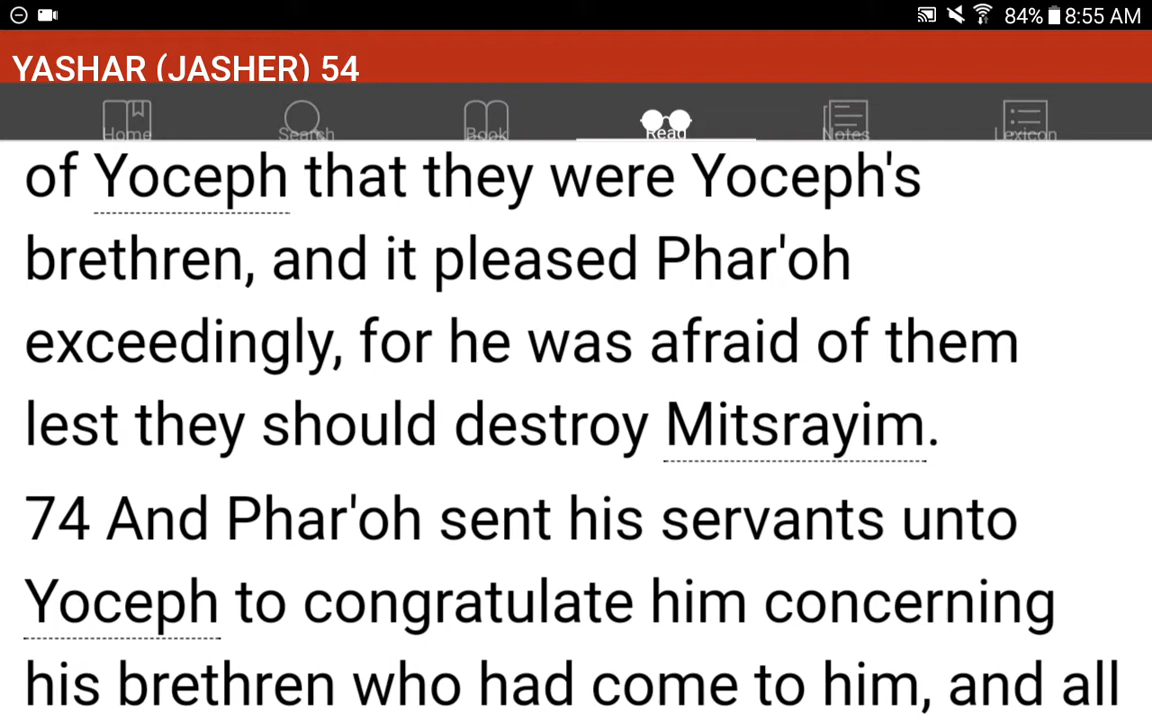 84% 8:55 AM
YASHAR (JASHER) 54
Home Search Book Read Notes Lexicon
of Yoceph that they were Yoceph's
brethren, and it pleased Phar'oh
exceedingly, for he was afraid of them
lest they should destroy Mitsrayim.
74 And Phar'oh sent his servants unto
Yoceph to congratulate him concerning
his brethren who had come to him, and all